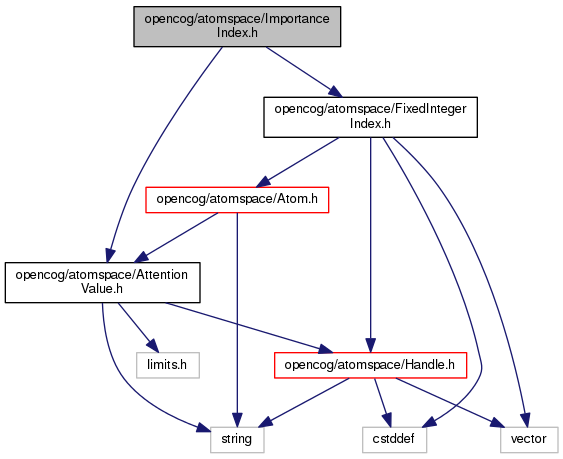 opencog/atomspace/Importance
Index.h
opencog/atomspace/FixedInteger
Index.h
opencog/atomspace/Atom.h
opencog/atomspace/Attention
Value.h
limits.h
opencog/atomspace/Handle.h
string
cstddef
vector